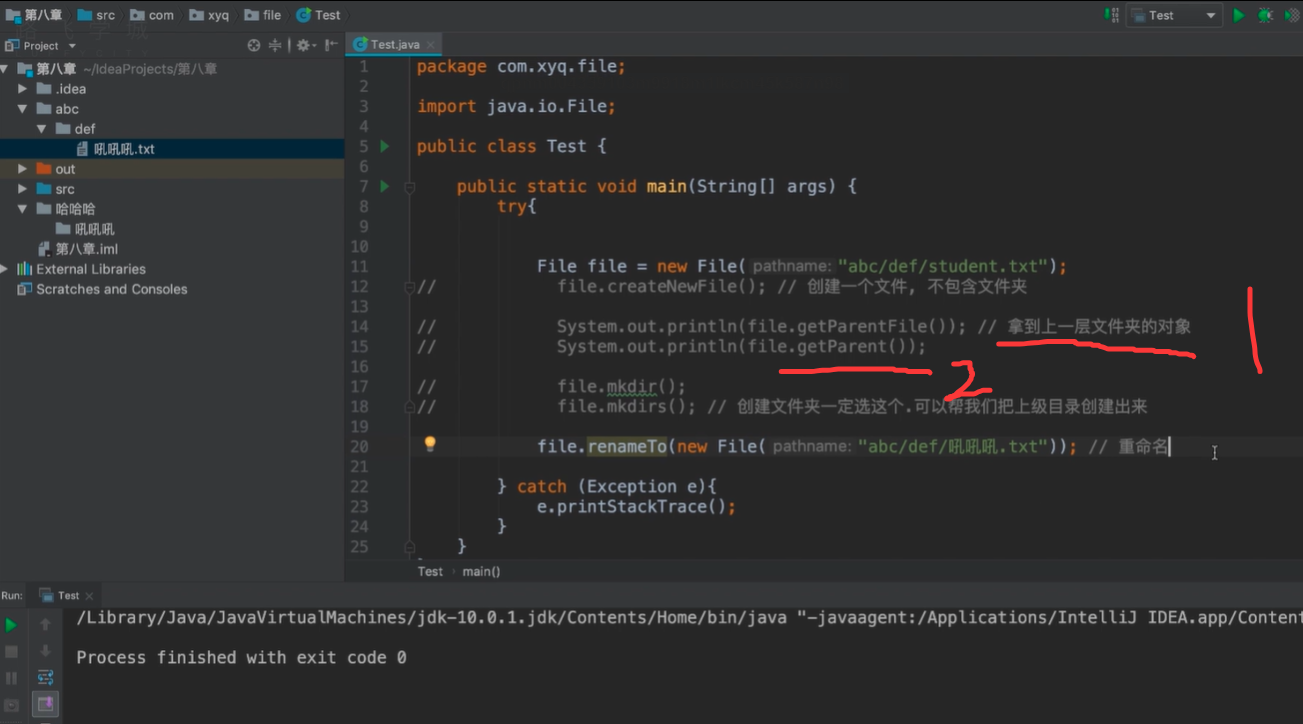 第八章 src com xyq file Test Test
Project
Test.java
第八章 ~/IdeaProjects/第八章
.idea
abc
def
吼吼吼.txt
out
src
哈哈哈
吼吼吼
第八章.iml
External Libraries
Scratches and Consoles
1 package com.xyq.file;
2
3 import java.io.File;
4
5 public class Test {
6
7 public static void main(String[] args) {
8 try{
9
10
11 File file = new File( pathname: "abc/def/student.txt");
12 // file.createNewFile(); // 创建一个文件, 不包含文件夹
13
14 // System.out.println(file.getParentFile()); // 拿到上一层文件夹的对象
15 // System.out.println(file.getParent());
16
17 // file.mkdir();
18 // file.mkdirs(); // 创建文件夹一定选这个.可以帮我们把上级目录创建出来
19
20 file.renameTo(new File( pathname: "abc/def/吼吼吼.txt")); // 重命名
21
22 } catch (Exception e){
23 e.printStackTrace();
24 }
25 }
1
2
Test › main()
Run: Test
/Library/Java/JavaVirtualMachines/jdk-10.0.1.jdk/Contents/Home/bin/java "-javaagent:/Applications/IntelliJ IDEA.app/Content
Process finished with exit code 0